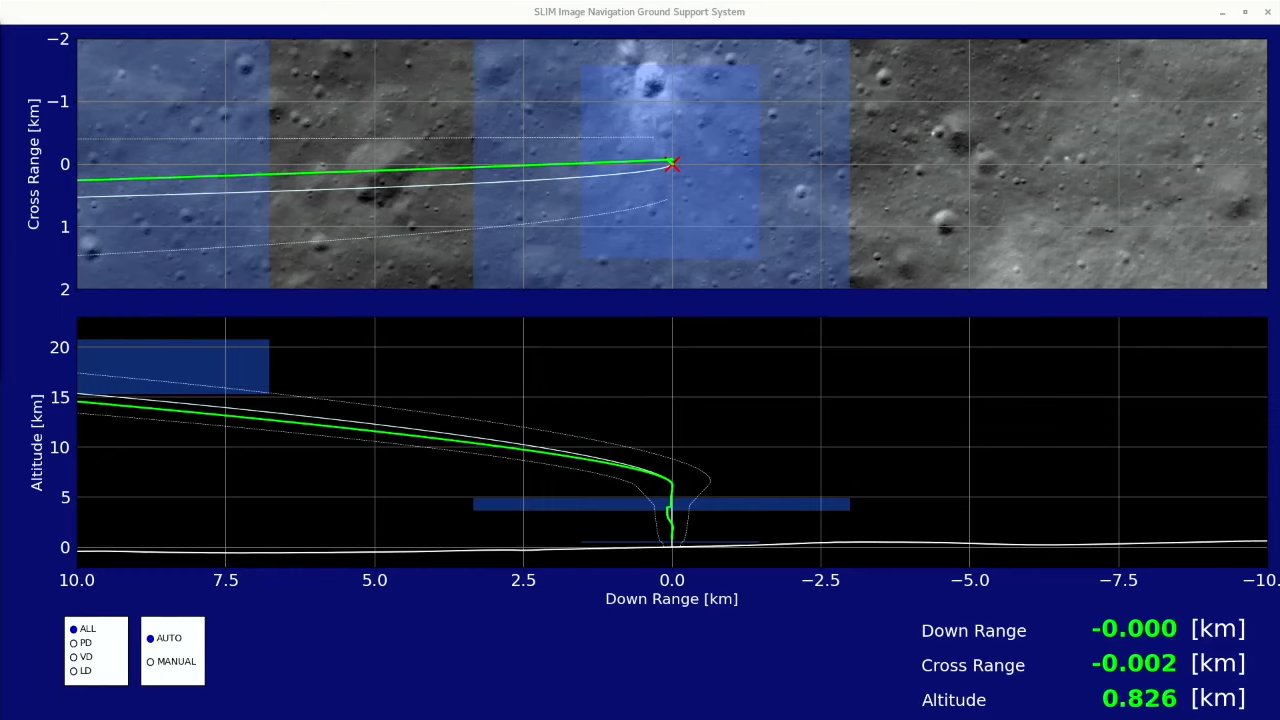 SLIM Image Navigation Ground Support System
Cross Range [km]
−2
−1
0
1
2
Altitude [km]
20
15
10
5
0
10.0 7.5 5.0 2.5 0.0 −2.5 −5.0 −7.5 −10.
Down Range [km]
ALL
PD
VD
LD
AUTO
MANUAL
Down Range -0.000 [km]
Cross Range -0.002 [km]
Altitude 0.826 [km]